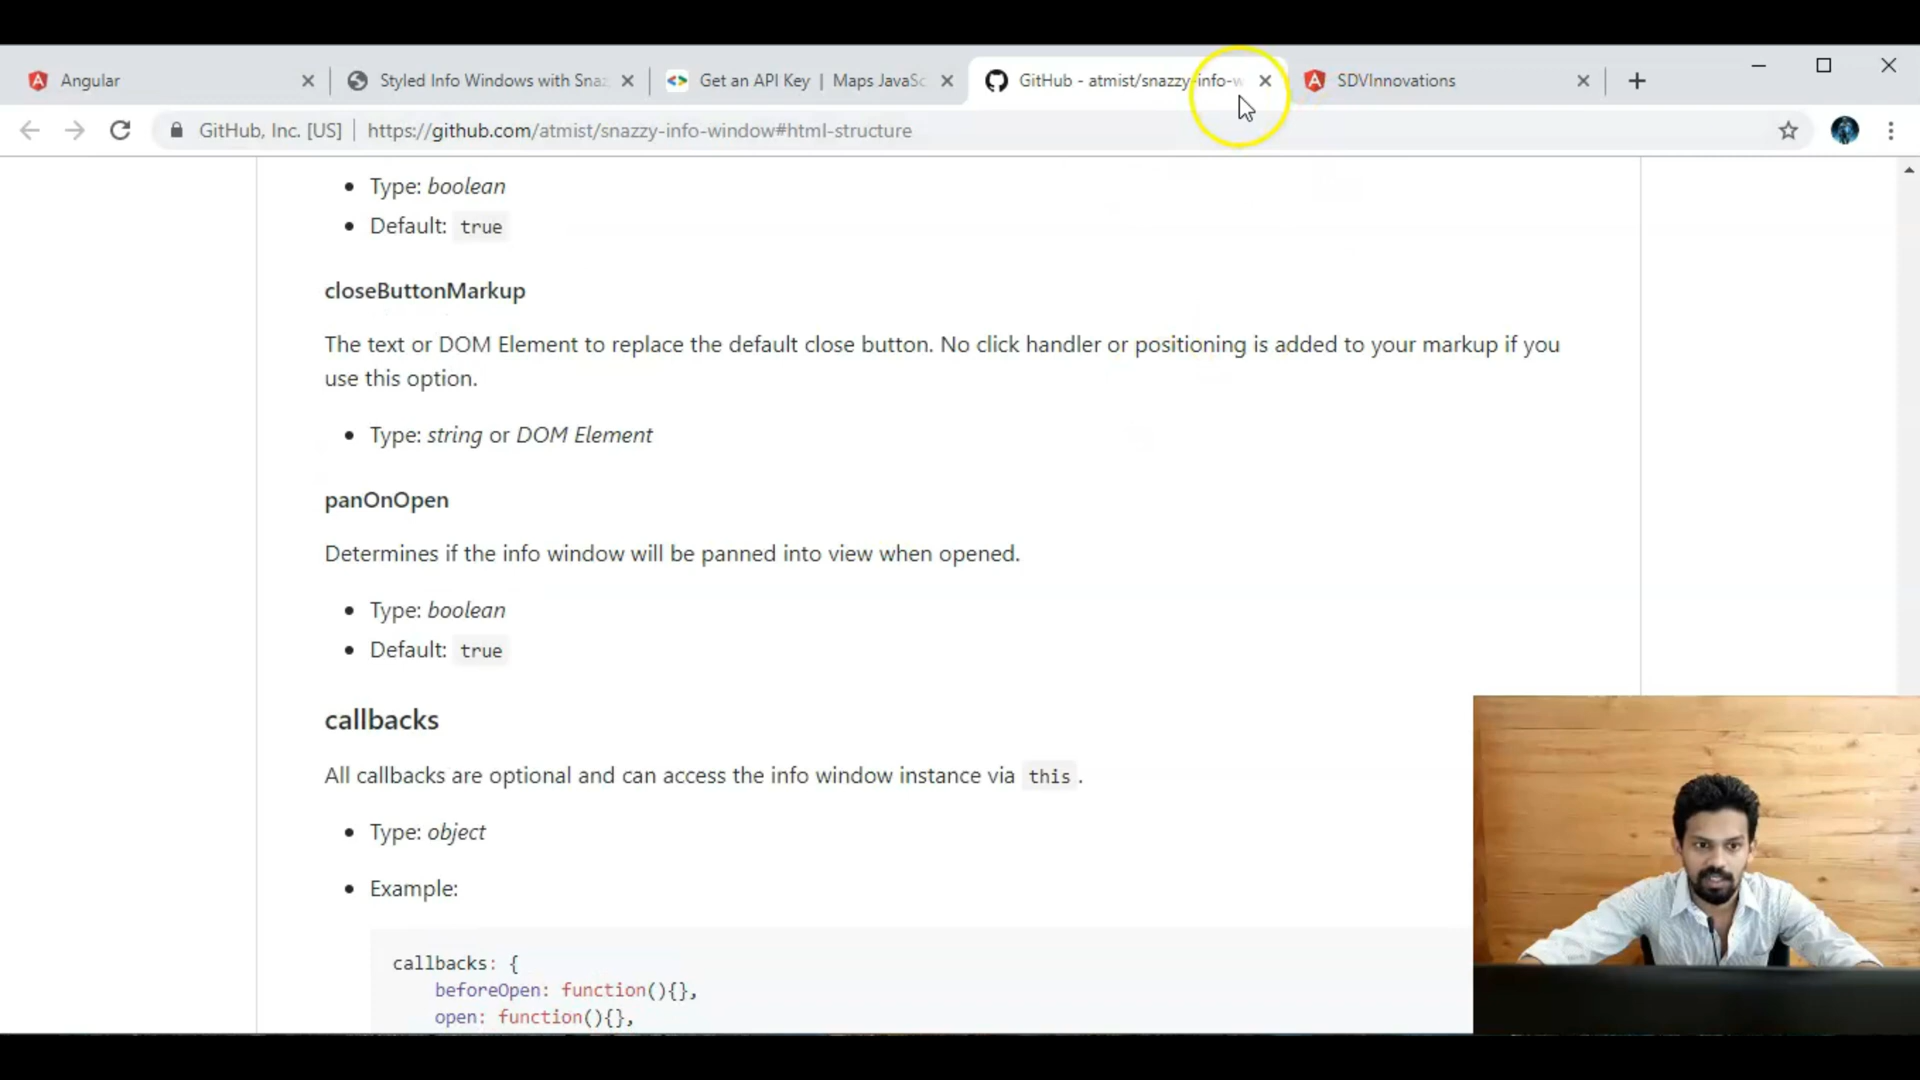 Angular
Styled Info Windows with Snaz
Get an API Key | Maps JavaSc
GitHub - atmist/snazzy-info-w
SDVInnovations
GitHub, Inc. [US]
https://github.com/atmist/snazzy-info-window#html-structure
Type: boolean
Default: true
closeButtonMarkup
The text or DOM Element to replace the default close button. No click handler or positioning is added to your markup if you
use this option.
Type: string or DOM Element
panOnOpen
Determines if the info window will be panned into view when opened.
Type: boolean
Default: true
callbacks
All callbacks are optional and can access the info window instance via this.
Type: object
Example:
callbacks: {
beforeOpen: function(){},
open: function(){},